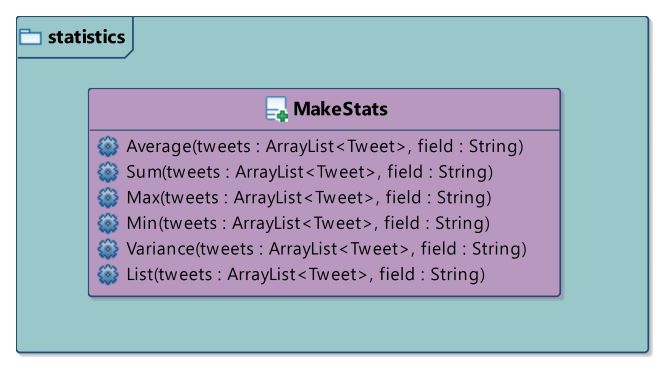 statistics
MakeStats
Average(tweets : ArrayList<Tweet>, field : String)
Sum(tweets : ArrayList<Tweet>, field : String)
Max(tweets : ArrayList<Tweet>, field : String)
Min(tweets : ArrayList<Tweet>, field : String)
Variance(tweets : ArrayList<Tweet>, field : String)
List(tweets : ArrayList<Tweet>, field : String)